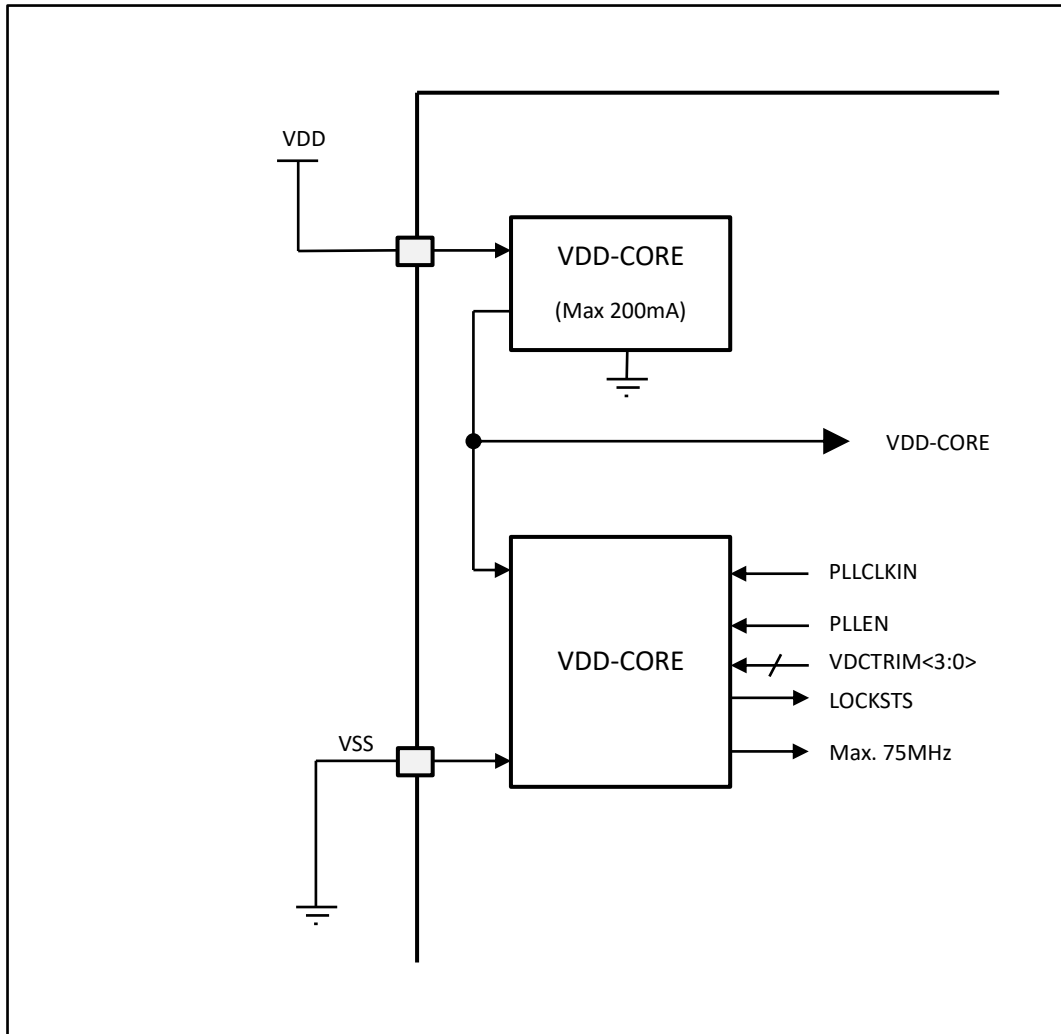 VDD
VDD-CORE
(Max 200mA)
VDD-CORE
PLLCLKIN
PLLEN
VDD-CORE
VDCTRIM<3:0>
LOCKSTS
VSS
Max. 75MHz